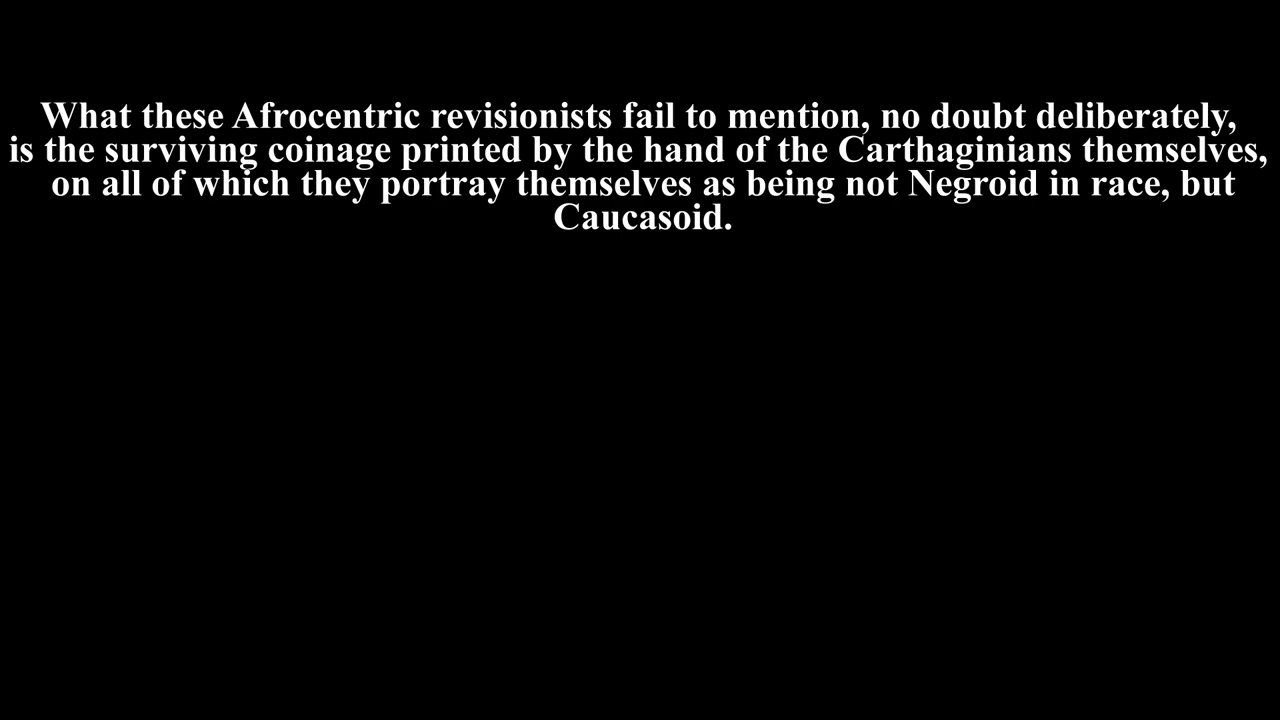 What these Afrocentric revisionists fail to mention, no doubt deliberately,
is the surviving coinage printed by the hand of the Carthaginians themselves,
on all of which they portray themselves as being not Negroid in race, but
Caucasoid.